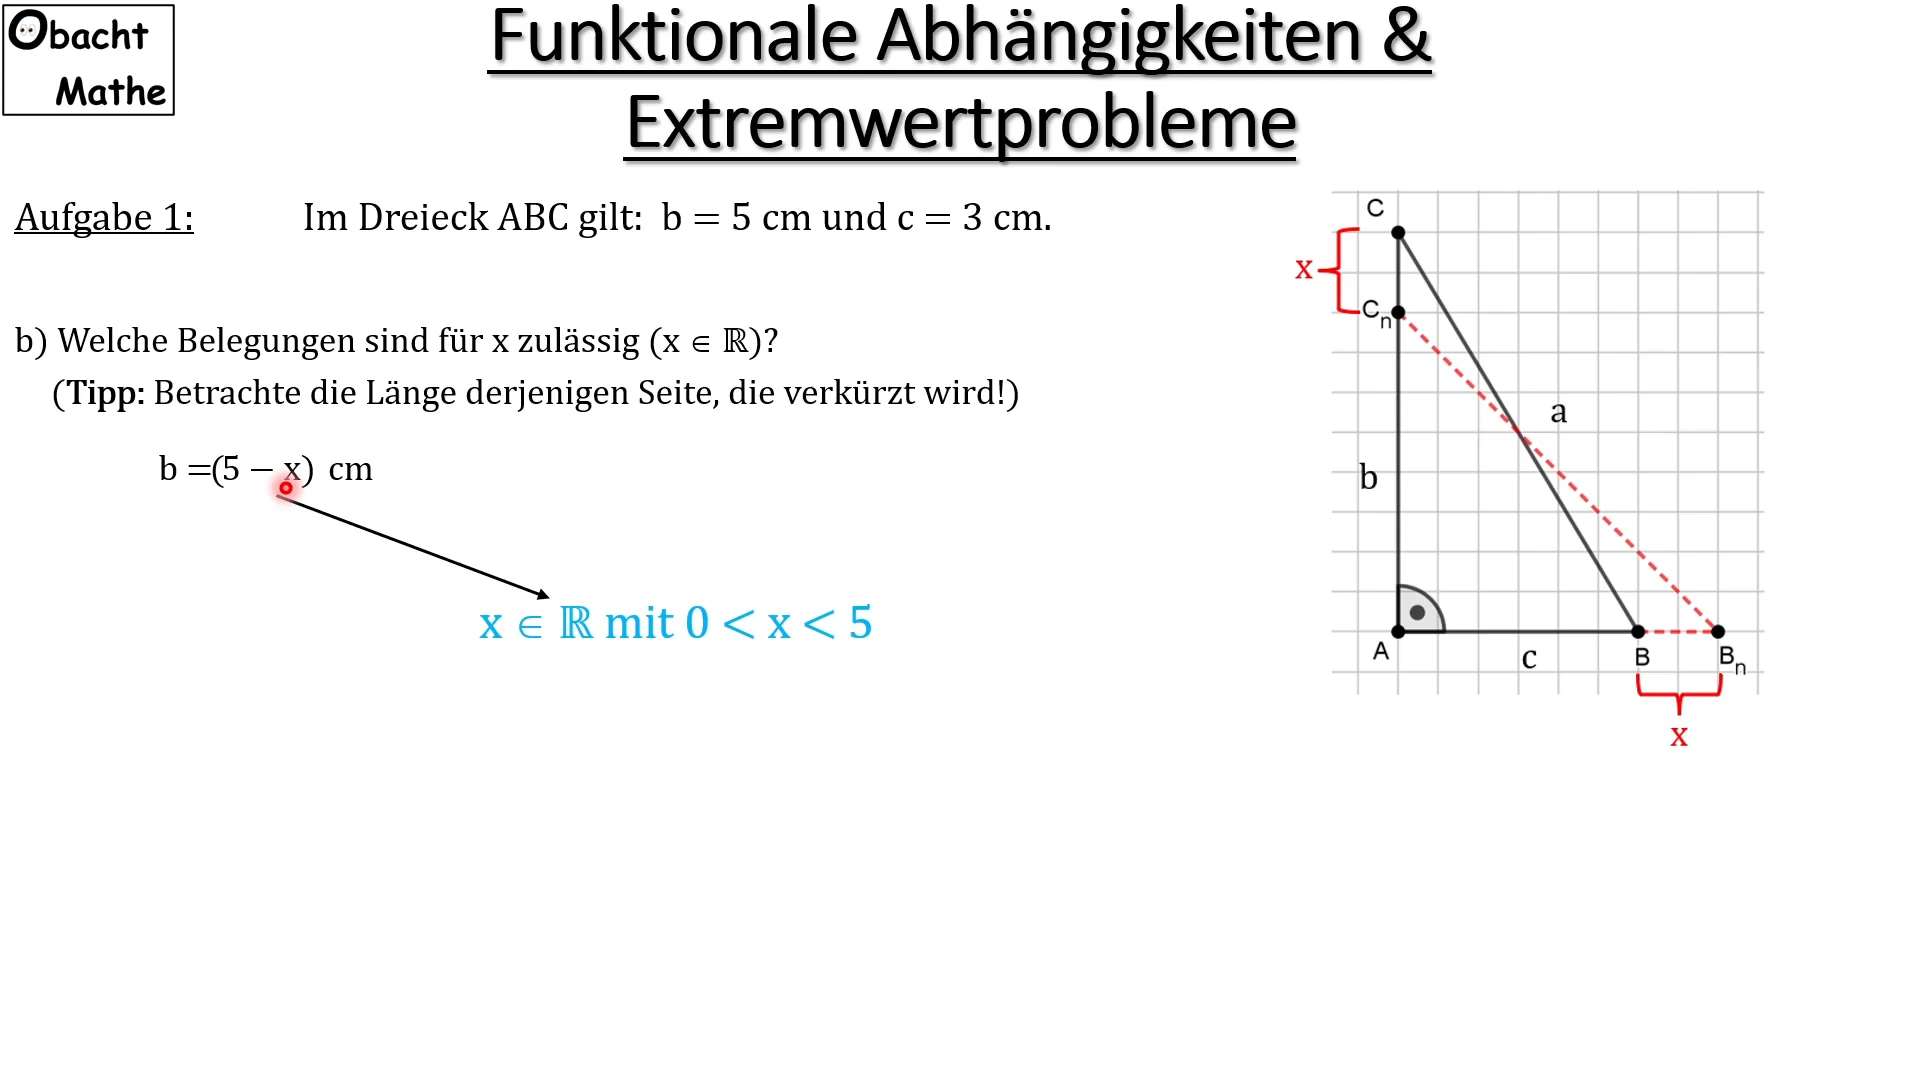 Obacht
Mathe
Funktionale Abhängigkeiten &
Extremwertprobleme
Aufgabe 1: Im Dreieck ABC gilt: b = 5 cm und c = 3 cm.
b) Welche Belegungen sind für x zulässig (x ∈ ℝ)?
(Tipp: Betrachte die Länge derjenigen Seite, die verkürzt wird!)
b =(5 − x) cm
x ∈ ℝ mit 0 < x < 5
C
x
Cn
a
b
A
c
B
Bn
x